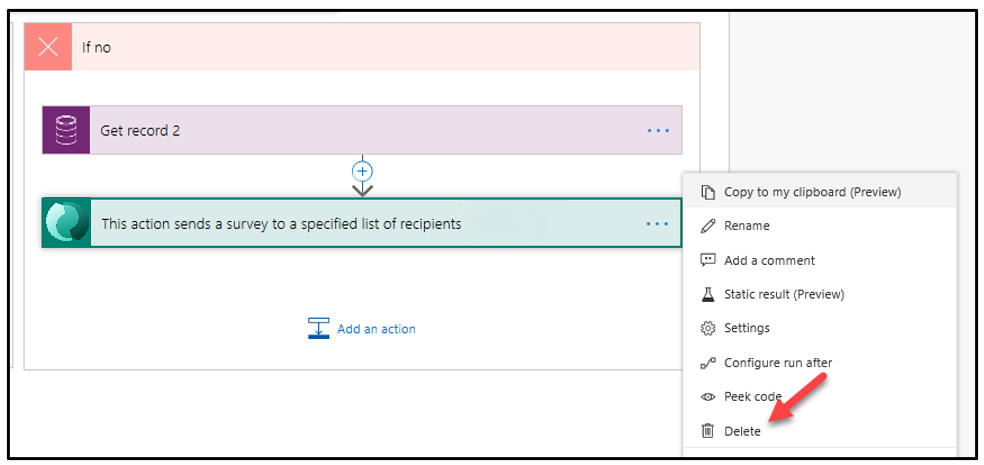 If no
Get record 2
This action sends a survey to a specified list of recipients
Add an action
Copy to my clipboard (Preview)
Rename
Add a comment
Static result (Preview)
Settings
Configure run after
Peek code
Delete